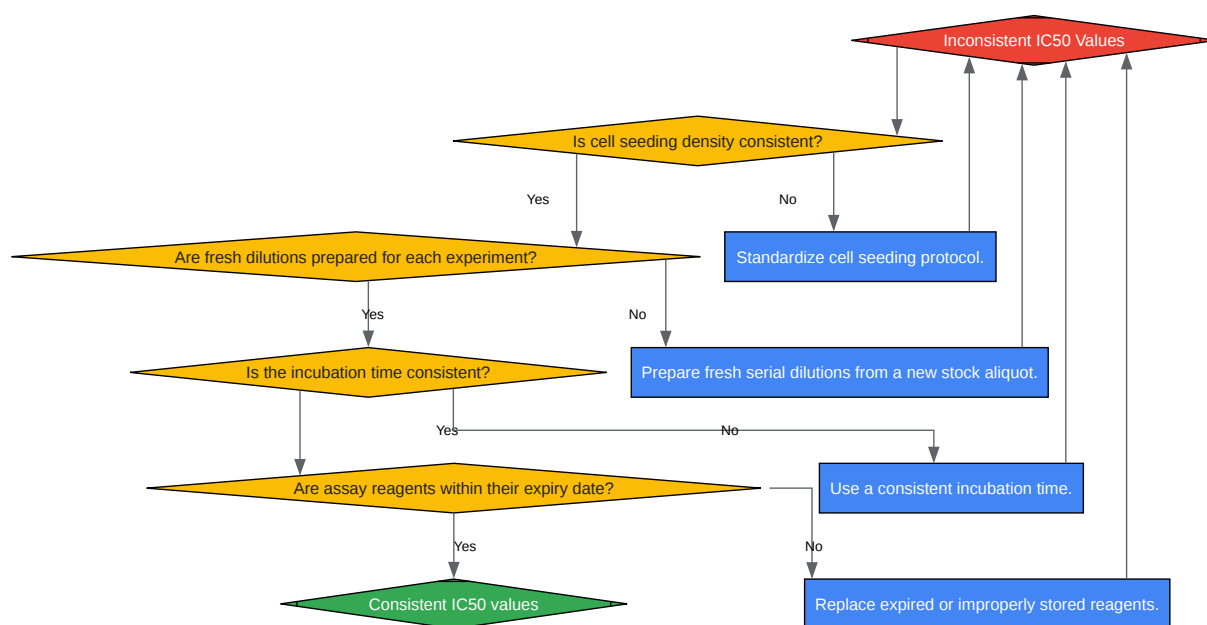 Inconsistent IC50 Values
Is cell seeding density consistent?
Yes
No
Are fresh dilutions prepared for each experiment?
Standardize cell seeding protocol.
Yes
No
Is the incubation time consistent?
Prepare fresh serial dilutions from a new stock aliquot.
Yes
No
Are assay reagents within their expiry date?
Use a consistent incubation time.
Yes
No
Consistent IC50 values
Replace expired or improperly stored reagents.